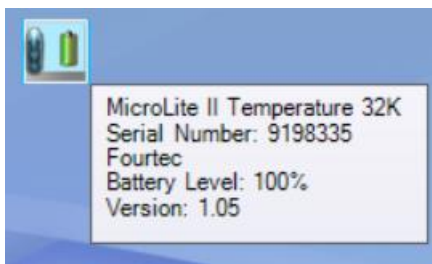 MicroLite II Temperature 32K
Serial Number: 9198335
Fourtec
Battery Level: 100%
Version: 1.05